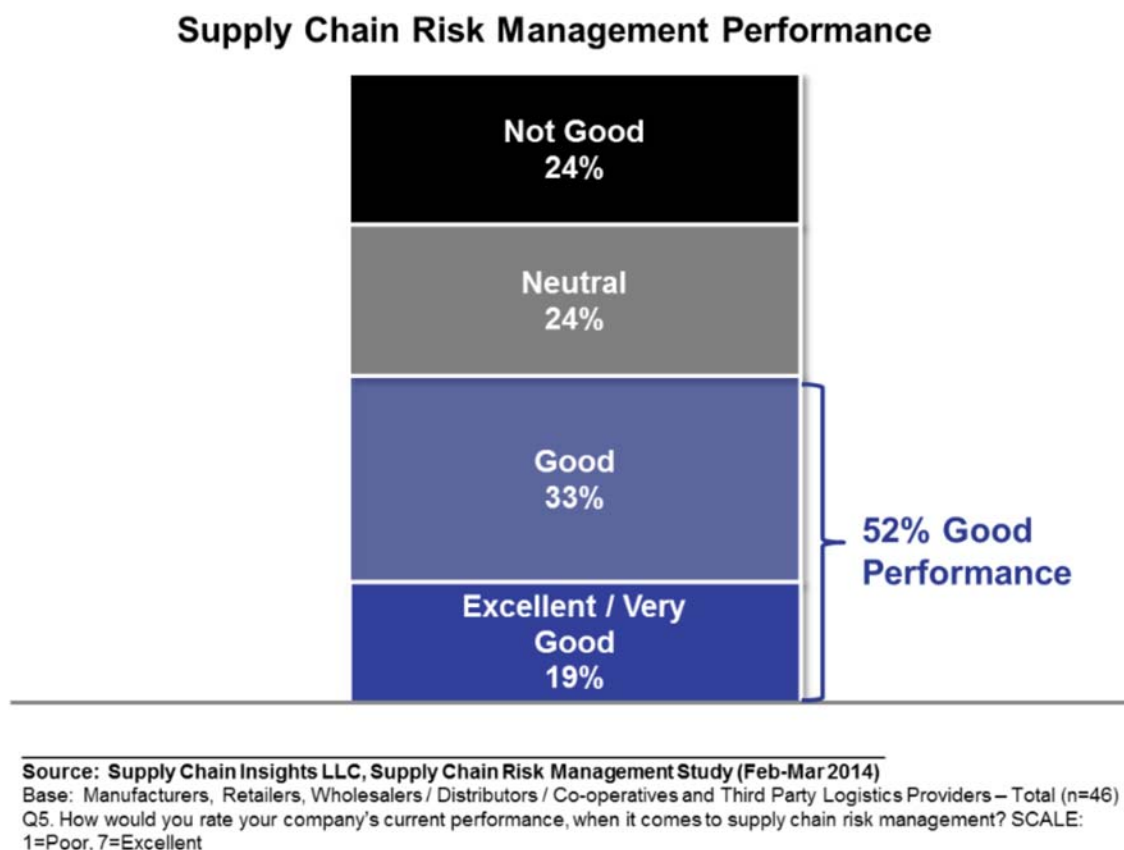 Supply Chain Risk Management Performance
Not Good
24%
Neutral
24%
Good
33%
52% Good
Performance
Excellent / Very
Good
19%
Source: Supply Chain Insights LLC, Supply Chain Risk Management Study (Feb-Mar 2014)
Base: Manufacturers, Retailers, Wholesalers / Distributors / Co-operatives and Third Party Logistics Providers – Total (n=46)
Q5. How would you rate your company's current performance, when it comes to supply chain risk management? SCALE:
1=Poor, 7=Excellent